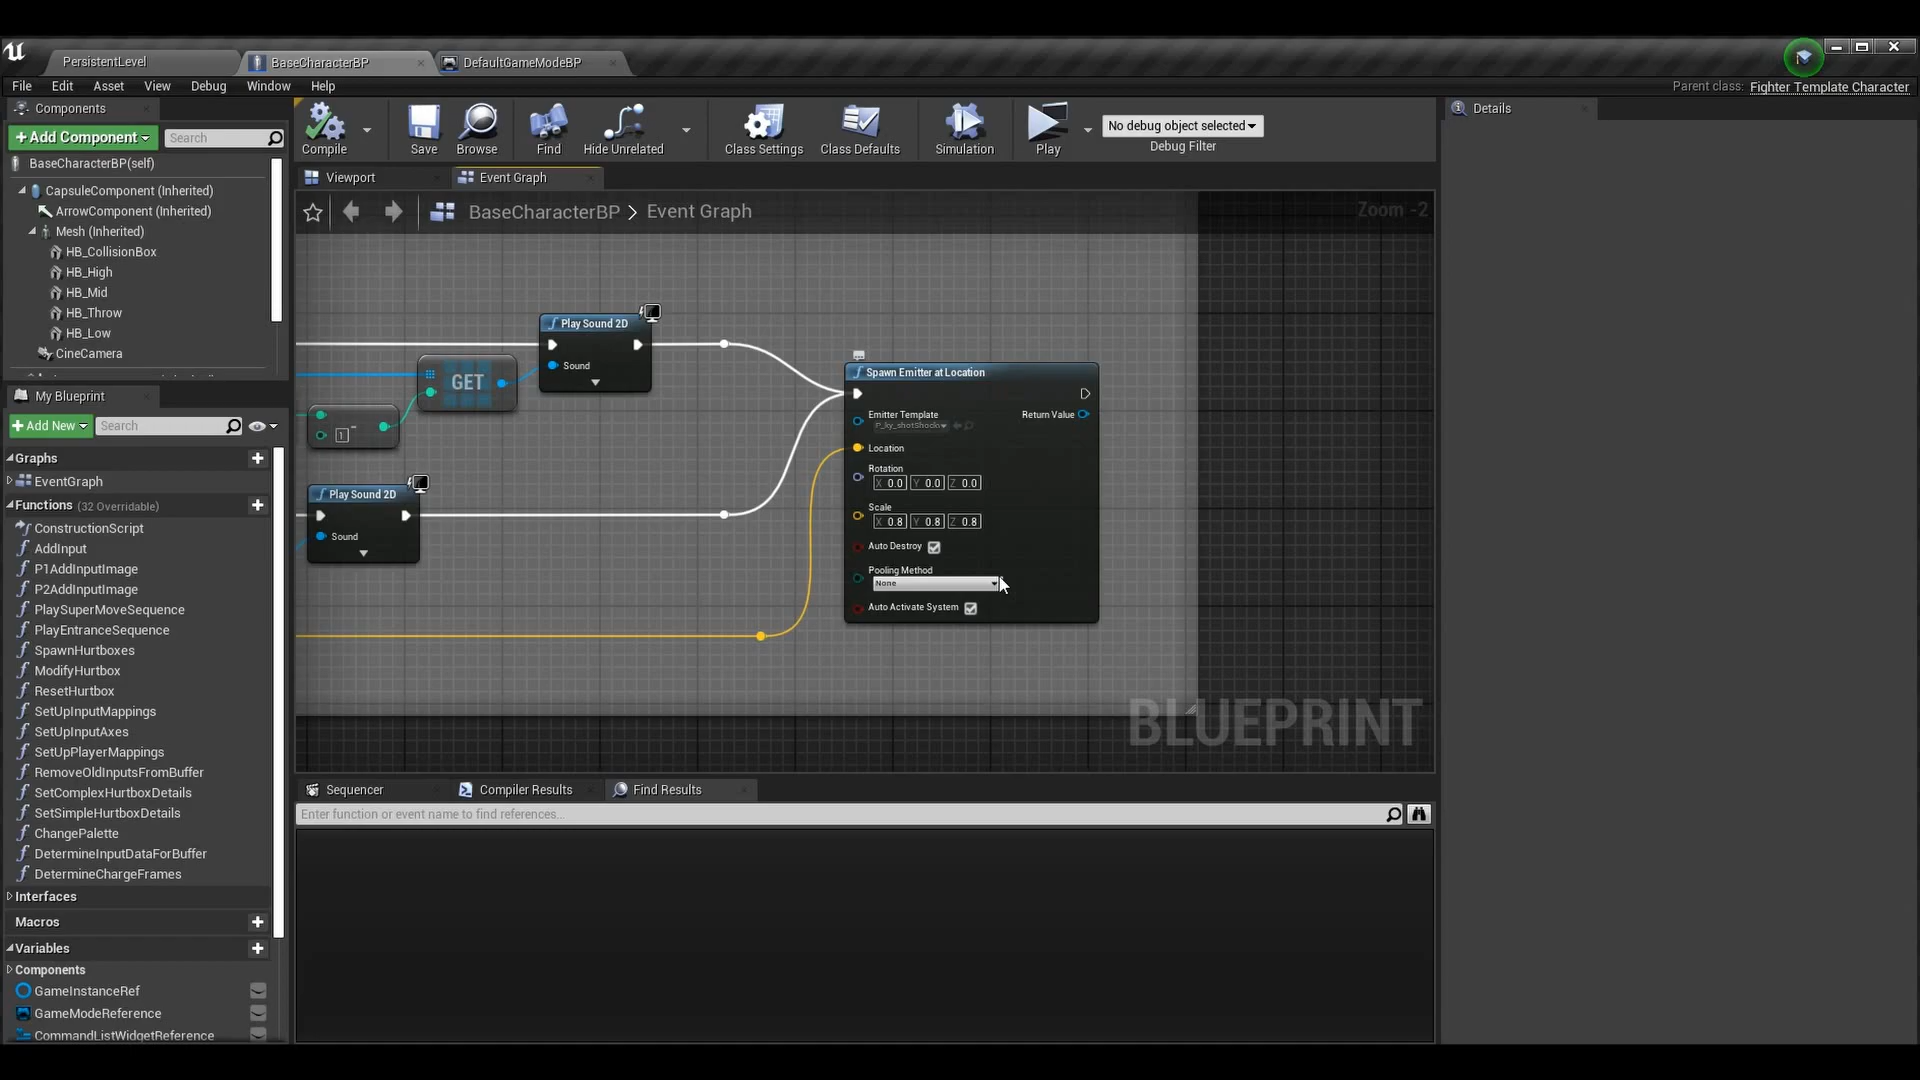 PersistentLevel
BaseCharacterBP
DefaultGameModeBP
File Edit Asset View Debug Window Help
Parent class: Fighter Template Character
Components
+ Add Component
Search
BaseCharacterBP(self)
CapsuleComponent (Inherited)
ArrowComponent (Inherited)
Mesh (Inherited)
HB_CollisionBox
HB_High
HB_Mid
HB_Throw
HB_Low
CineCamera
My Blueprint
+ Add New
Search
Graphs
EventGraph
Functions (32 Overridable)
ConstructionScript
AddInput
P1AddInputImage
P2AddInputImage
PlaySuperMoveSequence
PlayEntranceSequence
SpawnHurtboxes
ModifyHurtbox
ResetHurtbox
SetUpInputMappings
SetUpInputAxes
SetUpPlayerMappings
RemoveOldInputsFromBuffer
SetComplexHurtboxDetails
SetSimpleHurtboxDetails
ChangePalette
DetermineInputDataForBuffer
DetermineChargeFrames
Interfaces
Macros
Variables
Components
GameInstanceRef
GameModeReference
CommandListWidgetReference
Compile
Save
Browse
Find
Hide Unrelated
Class Settings
Class Defaults
Simulation
Play
No debug object selected
Debug Filter
Viewport
Event Graph
BaseCharacterBP > Event Graph
Zoom -2
Play Sound 2D
Sound
GET
1
Play Sound 2D
Sound
Spawn Emitter at Location
Emitter Template
P_ky_shotShock
Return Value
Location
Rotation
X 0.0 Y 0.0 Z 0.0
Scale
X 0.8 Y 0.8 Z 0.8
Auto Destroy
Pooling Method
None
Auto Activate System
BLUEPRINT
Sequencer
Compiler Results
Find Results
Enter function or event name to find references...
Details